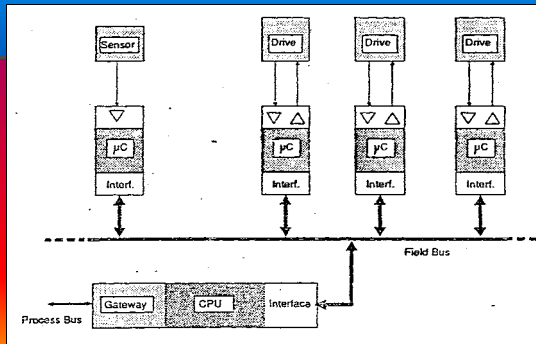 Sensor Drive Drive Drive
µC µC µC µC
Interf. Interf. Interf. Interf.
Field Bus
Gateway CPU Interface
Process Bus